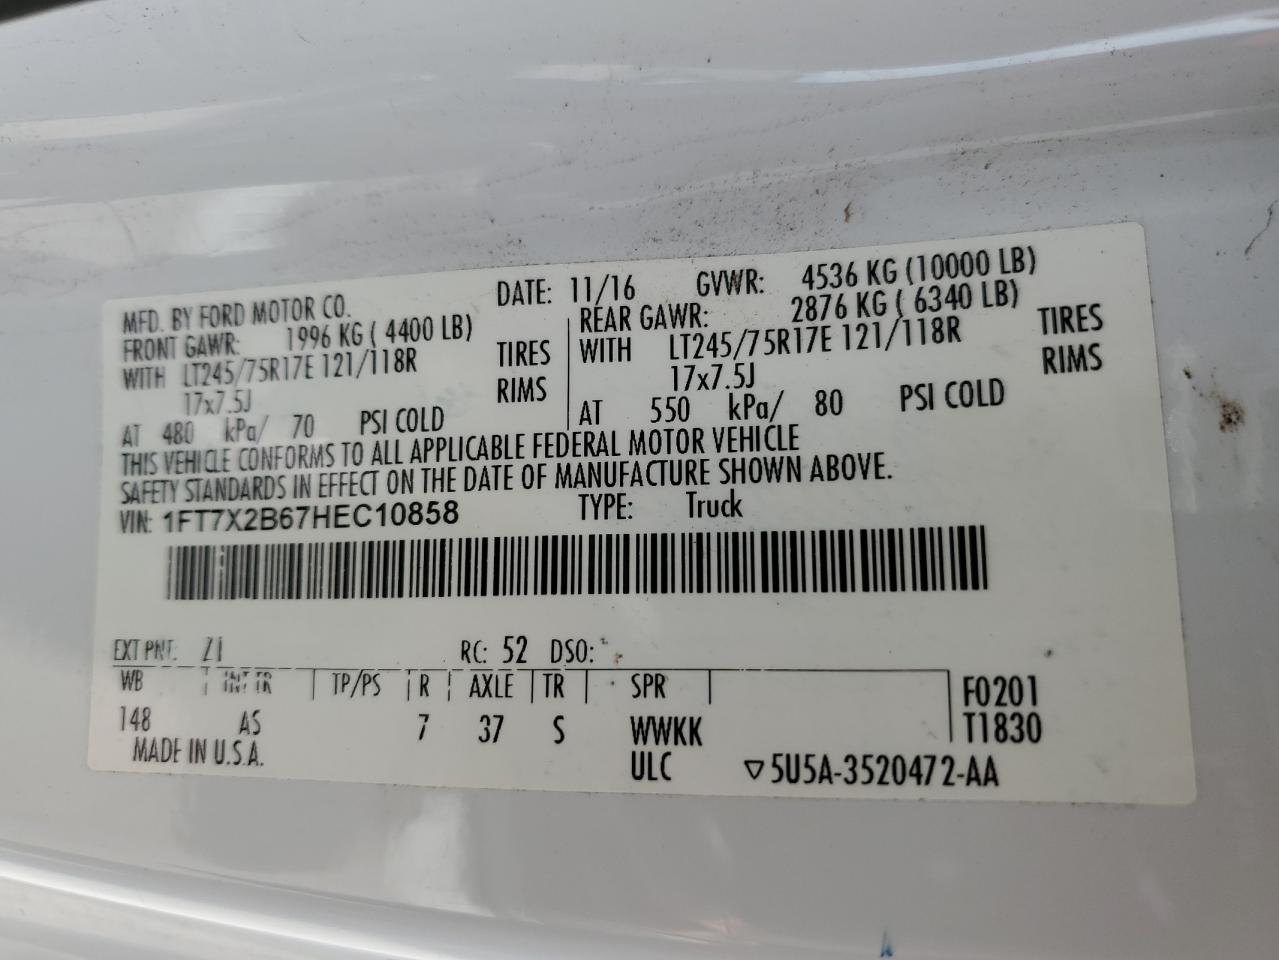 MFD. BY FORD MOTOR CO. DATE: 11/16 GVWR: 4536 KG (10000 LB)
FRONT GAWR: 1996 KG ( 4400 LB) REAR GAWR: 2876 KG ( 6340 LB)
WITH LT245/75R17E 121/118R TIRES WITH LT245/75R17E 121/118R TIRES
17x7.5J RIMS 17x7.5J RIMS
AT 480 kPa/ 70 PSI COLD AT 550 kPa/ 80 PSI COLD
THIS VEHICLE CONFORMS TO ALL APPLICABLE FEDERAL MOTOR VEHICLE
SAFETY STANDARDS IN EFFECT ON THE DATE OF MANUFACTURE SHOWN ABOVE.
VIN: 1FT7X2B67HEC10858 TYPE: Truck
EXT PNT: Z1 RC: 52 DSO:
WB INT TR TP/PS R AXLE TR SPR F0201
148 AS 7 37 S WWKK T1830
MADE IN U.S.A. ULC ▽5U5A-3520472-AA